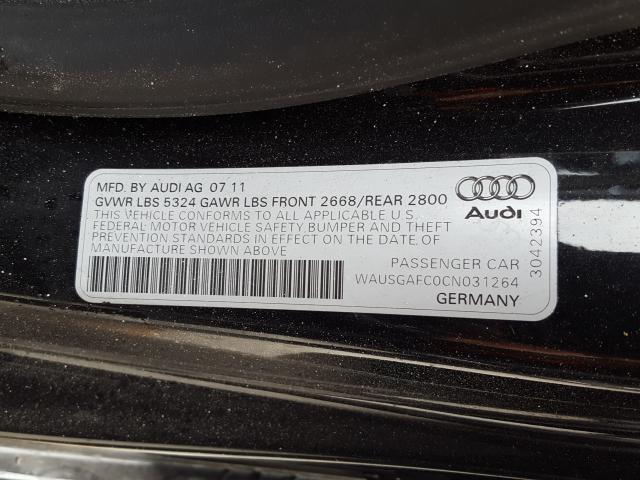 MFD. BY AUDI AG 07 11
GVWR LBS 5324 GAWR LBS FRONT 2668/REAR 2800
THIS VEHICLE CONFORMS TO ALL APPLICABLE U.S.
FEDERAL MOTOR VEHICLE SAFETY, BUMPER AND THEFT
PREVENTION STANDARDS IN EFFECT ON THE DATE OF
MANUFACTURE SHOWN ABOVE
PASSENGER CAR
WAUSGAFC0CN031264
GERMANY
Audi
3042394